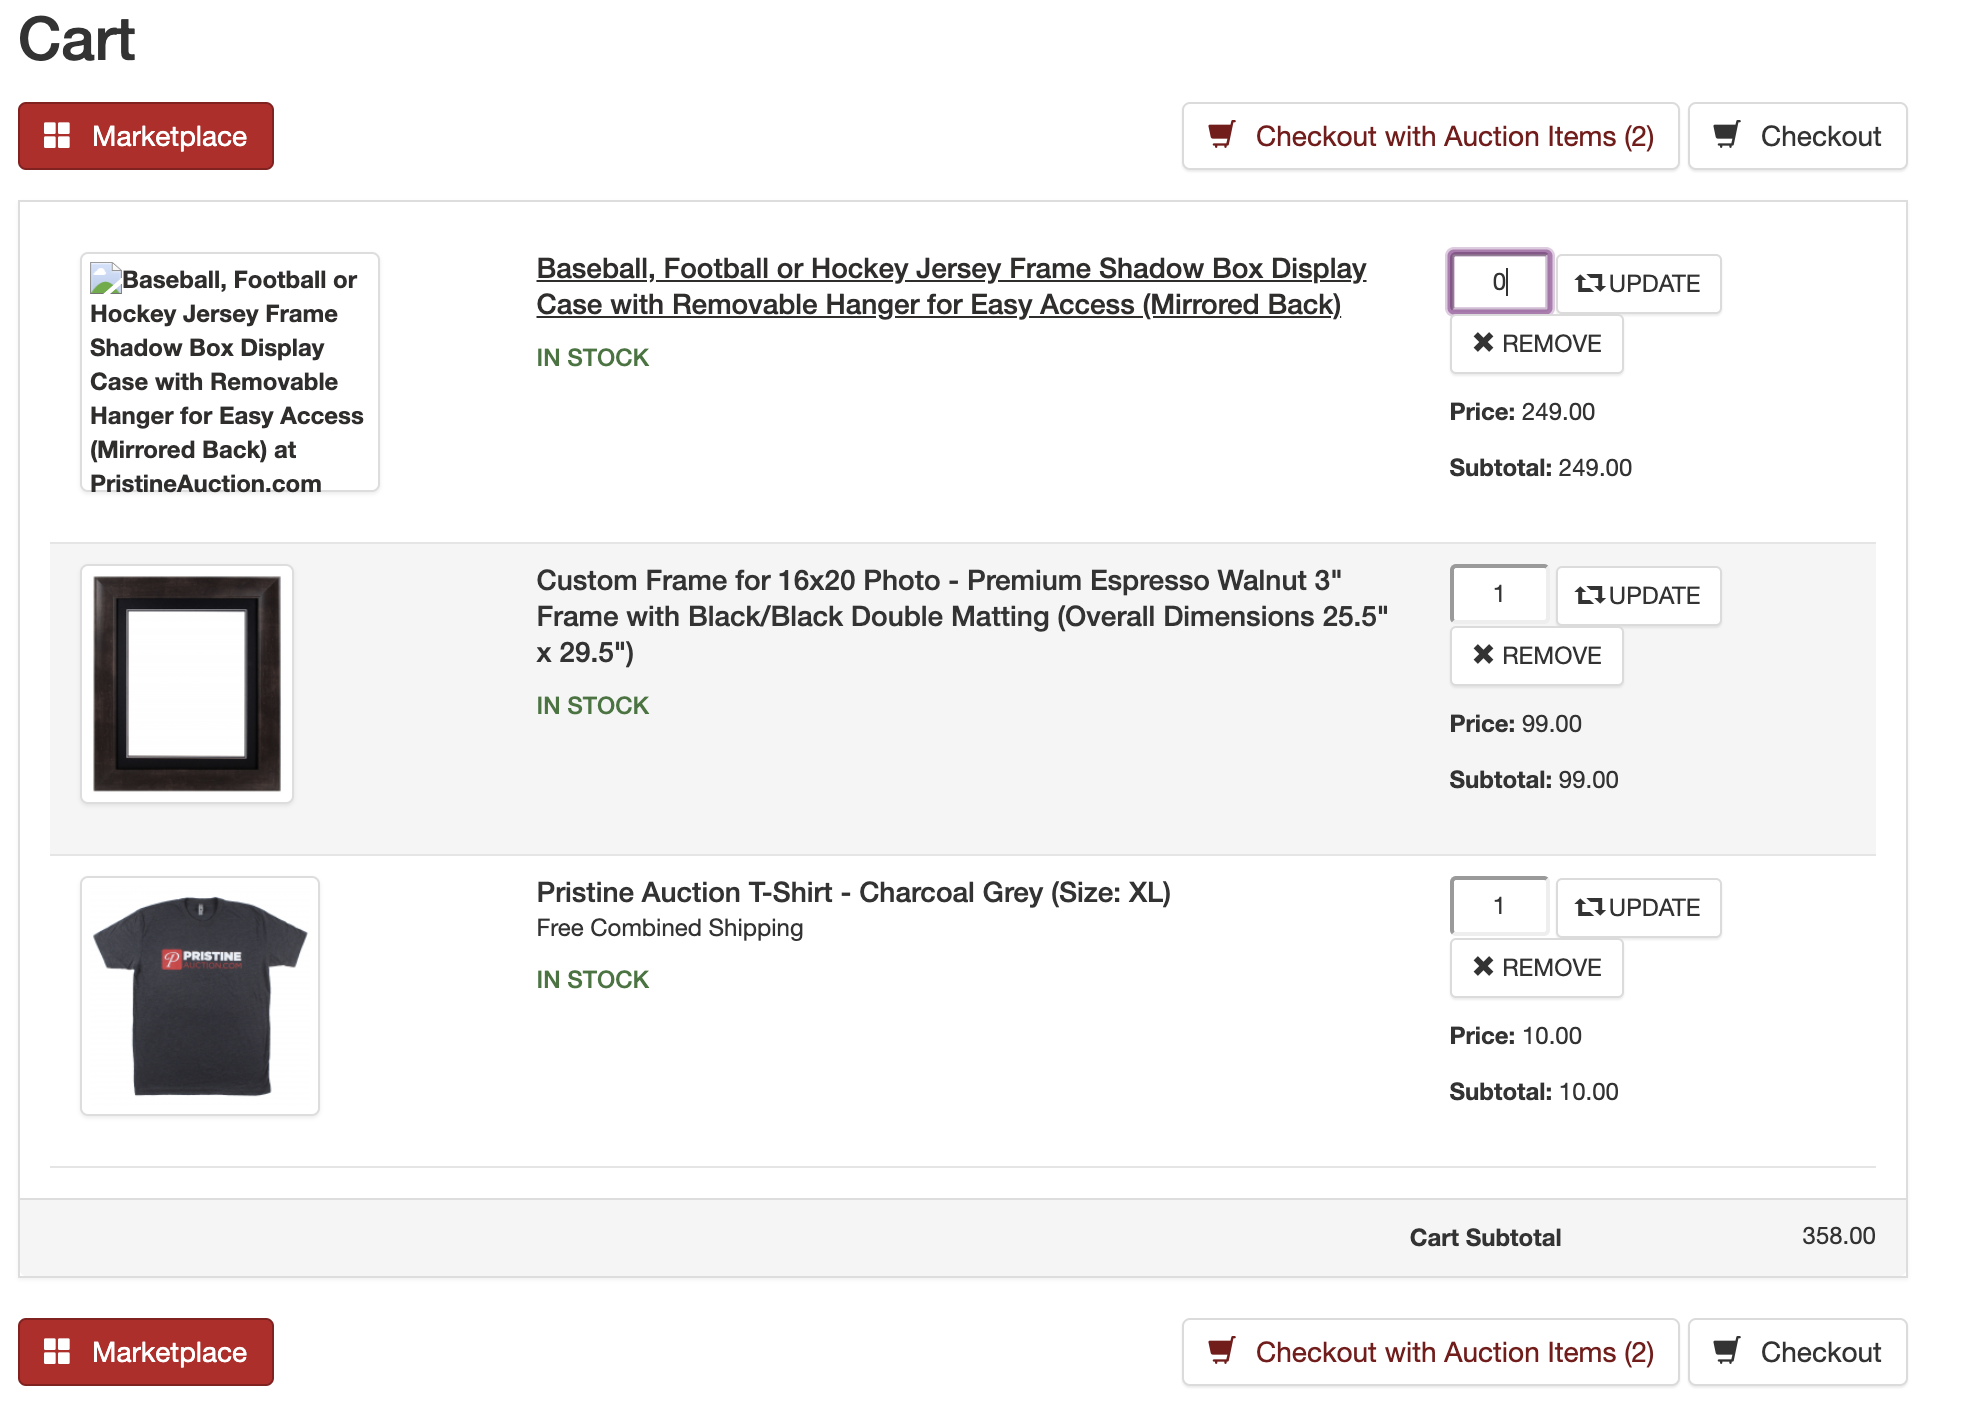 Cart
Marketplace
Checkout with Auction Items (2)
Checkout
Baseball, Football or
Hockey Jersey Frame
Shadow Box Display
Case with Removable
Hanger for Easy Access
(Mirrored Back) at
PristineAuction.com
Baseball, Football or Hockey Jersey Frame Shadow Box Display
Case with Removable Hanger for Easy Access (Mirrored Back)
IN STOCK
0
UPDATE
REMOVE
Price: 249.00
Subtotal: 249.00
Custom Frame for 16x20 Photo - Premium Espresso Walnut 3"
Frame with Black/Black Double Matting (Overall Dimensions 25.5"
x 29.5")
IN STOCK
1
UPDATE
REMOVE
Price: 99.00
Subtotal: 99.00
PRISTINE
AUCTION.COM
Pristine Auction T-Shirt - Charcoal Grey (Size: XL)
Free Combined Shipping
IN STOCK
1
UPDATE
REMOVE
Price: 10.00
Subtotal: 10.00
Cart Subtotal
358.00
Marketplace
Checkout with Auction Items (2)
Checkout